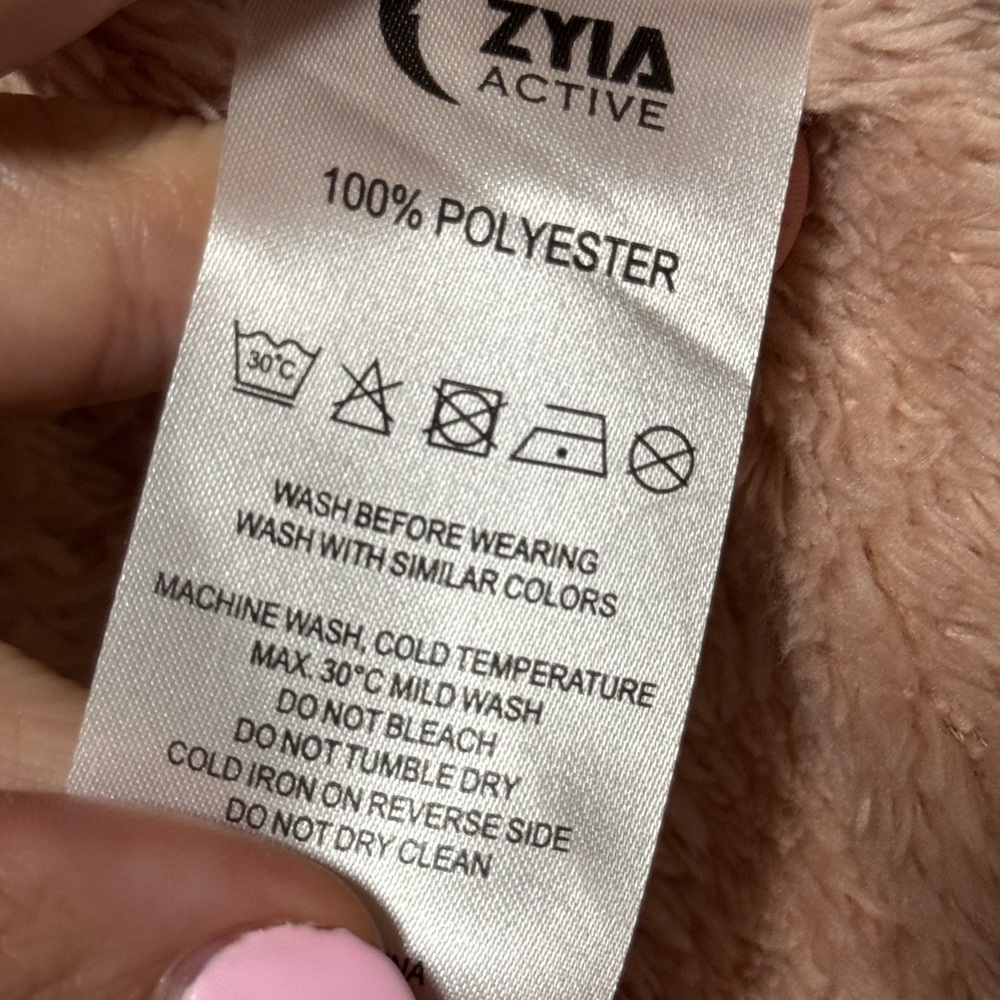 ZYIA
ACTIVE
100% POLYESTER
30°C
WASH BEFORE WEARING
WASH WITH SIMILAR COLORS
MACHINE WASH, COLD TEMPERATURE
MAX. 30°C MILD WASH
DO NOT BLEACH
DO NOT TUMBLE DRY
COLD IRON ON REVERSE SIDE
DO NOT DRY CLEAN